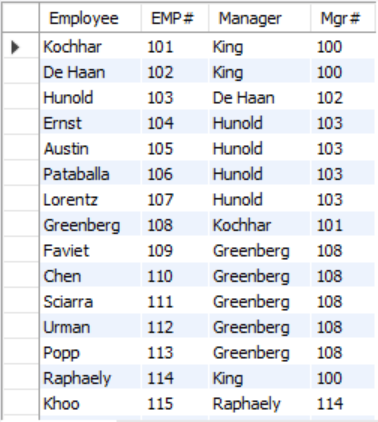 Employee EMP# Manager Mgr#
Kochhar 101 King 100
De Haan 102 King 100
Hunold 103 De Haan 102
Ernst 104 Hunold 103
Austin 105 Hunold 103
Pataballa 106 Hunold 103
Lorentz 107 Hunold 103
Greenberg 108 Kochhar 101
Faviet 109 Greenberg 108
Chen 110 Greenberg 108
Sciarra 111 Greenberg 108
Urman 112 Greenberg 108
Popp 113 Greenberg 108
Raphaely 114 King 100
Khoo 115 Raphaely 114